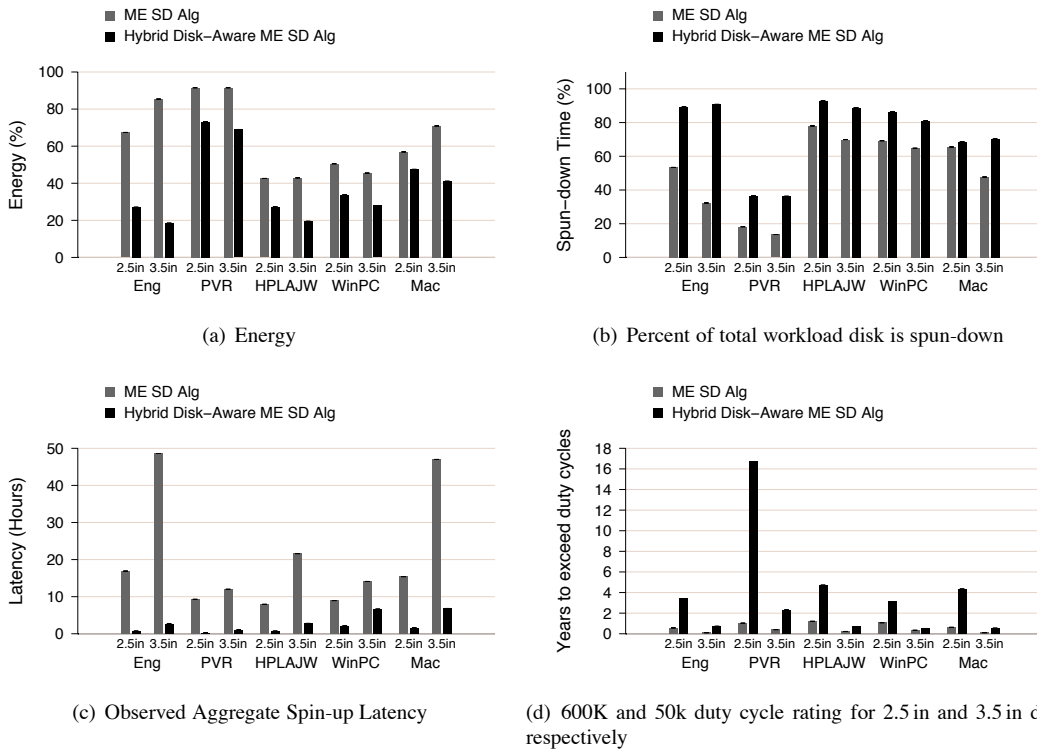 ME SD Alg
Hybrid Disk−Aware ME SD Alg
Energy (%)
100
80
60
40
20
0
2.5in 3.5in 2.5in 3.5in 2.5in 3.5in 2.5in 3.5in 2.5in 3.5in
Eng PVR HPLAJW WinPC Mac
(a) Energy
ME SD Alg
Hybrid Disk−Aware ME SD Alg
Spun−down Time (%)
100
80
60
40
20
0
2.5in 3.5in 2.5in 3.5in 2.5in 3.5in 2.5in 3.5in 2.5in 3.5in
Eng PVR HPLAJW WinPC Mac
(b) Percent of total workload disk is spun-down
ME SD Alg
Hybrid Disk−Aware ME SD Alg
Latency (Hours)
50
40
30
20
10
0
2.5in 3.5in 2.5in 3.5in 2.5in 3.5in 2.5in 3.5in 2.5in 3.5in
Eng PVR HPLAJW WinPC Mac
(c) Observed Aggregate Spin-up Latency
ME SD Alg
Hybrid Disk−Aware ME SD Alg
Years to exceed duty cycles
18
16
14
12
10
8
6
4
2
0
2.5in 3.5in 2.5in 3.5in 2.5in 3.5in 2.5in 3.5in 2.5in 3.5in
Eng PVR HPLAJW WinPC Mac
(d) 600K and 50k duty cycle rating for 2.5 in and 3.5 in
respectively